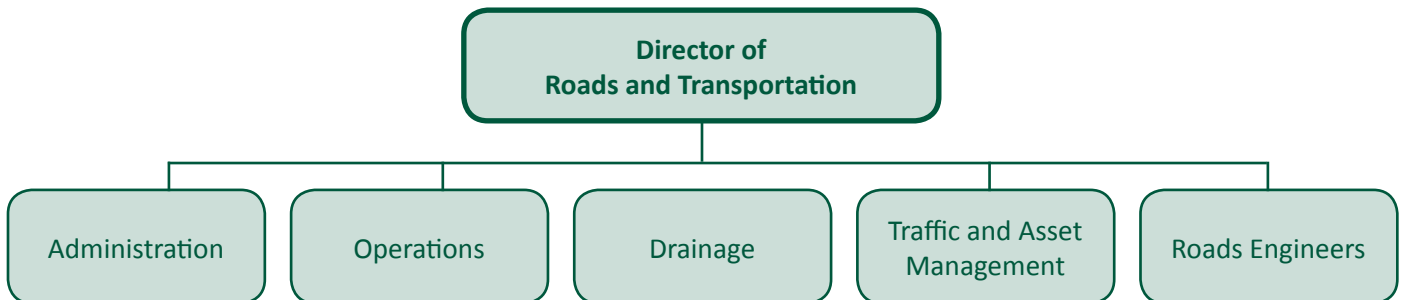 Director of
Roads and Transportation
Administration
Operations
Drainage
Traffic and Asset
Management
Roads Engineers